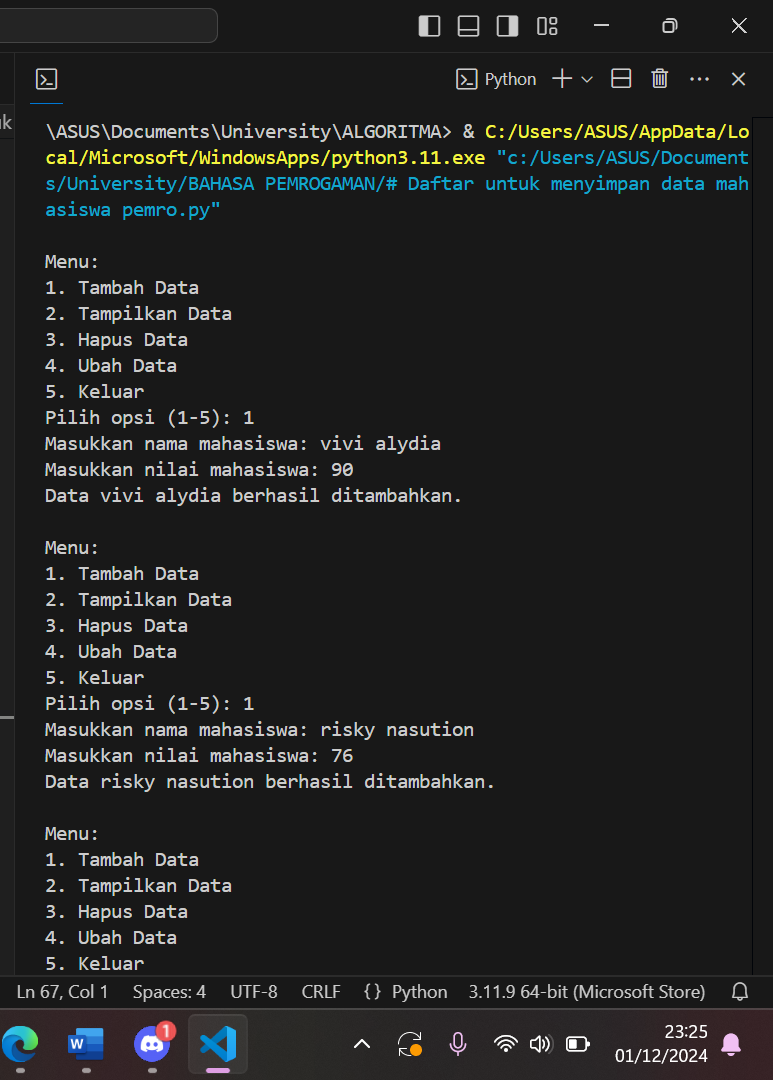 Python
uk
\ASUS\Documents\University\ALGORITMA> & C:/Users/ASUS/AppData/Lo
cal/Microsoft/WindowsApps/python3.11.exe "c:/Users/ASUS/Document
s/University/BAHASA PEMROGAMAN/# Daftar untuk menyimpan data mah
asiswa pemro.py"
Menu:
1. Tambah Data
2. Tampilkan Data
3. Hapus Data
4. Ubah Data
5. Keluar
Pilih opsi (1-5): 1
Masukkan nama mahasiswa: vivi alydia
Masukkan nilai mahasiswa: 90
Data vivi alydia berhasil ditambahkan.
Menu:
1. Tambah Data
2. Tampilkan Data
3. Hapus Data
4. Ubah Data
5. Keluar
Pilih opsi (1-5): 1
Masukkan nama mahasiswa: risky nasution
Masukkan nilai mahasiswa: 76
Data risky nasution berhasil ditambahkan.
Menu:
1. Tambah Data
2. Tampilkan Data
3. Hapus Data
4. Ubah Data
5. Keluar
Ln 67, Col 1 Spaces: 4 UTF-8 CRLF {} Python 3.11.9 64-bit (Microsoft Store)
W 1 23:25
01/12/2024